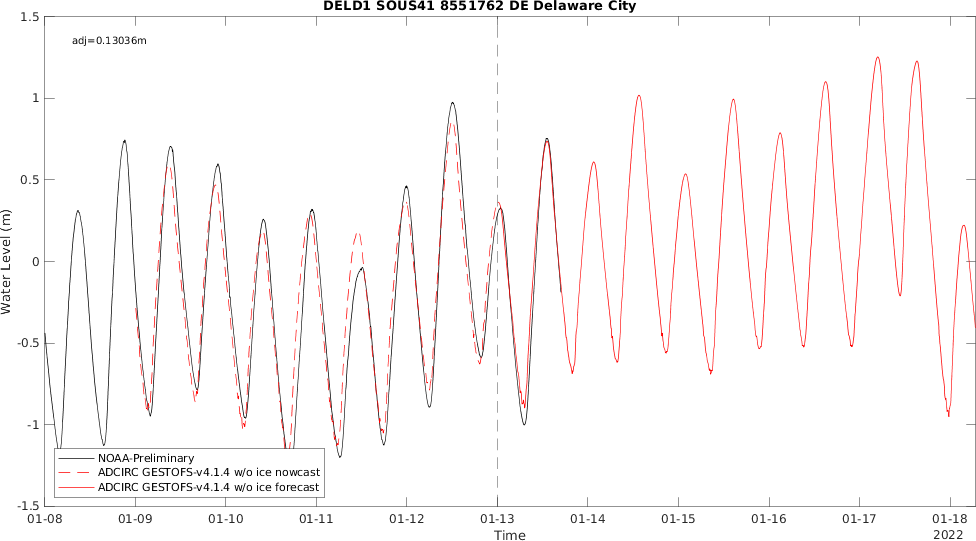 DELD1 SOUS41 8551762 DE Delaware City
adj=0.13036m
1.5
1
0.5
0
-0.5
-1
-1.5
Water Level (m)
NOAA-Preliminary
ADCIRC GESTOFS-v4.1.4 w/o ice nowcast
ADCIRC GESTOFS-v4.1.4 w/o ice forecast
01-08 01-09 01-10 01-11 01-12 01-13 01-14 01-15 01-16 01-17 01-18
Time
2022